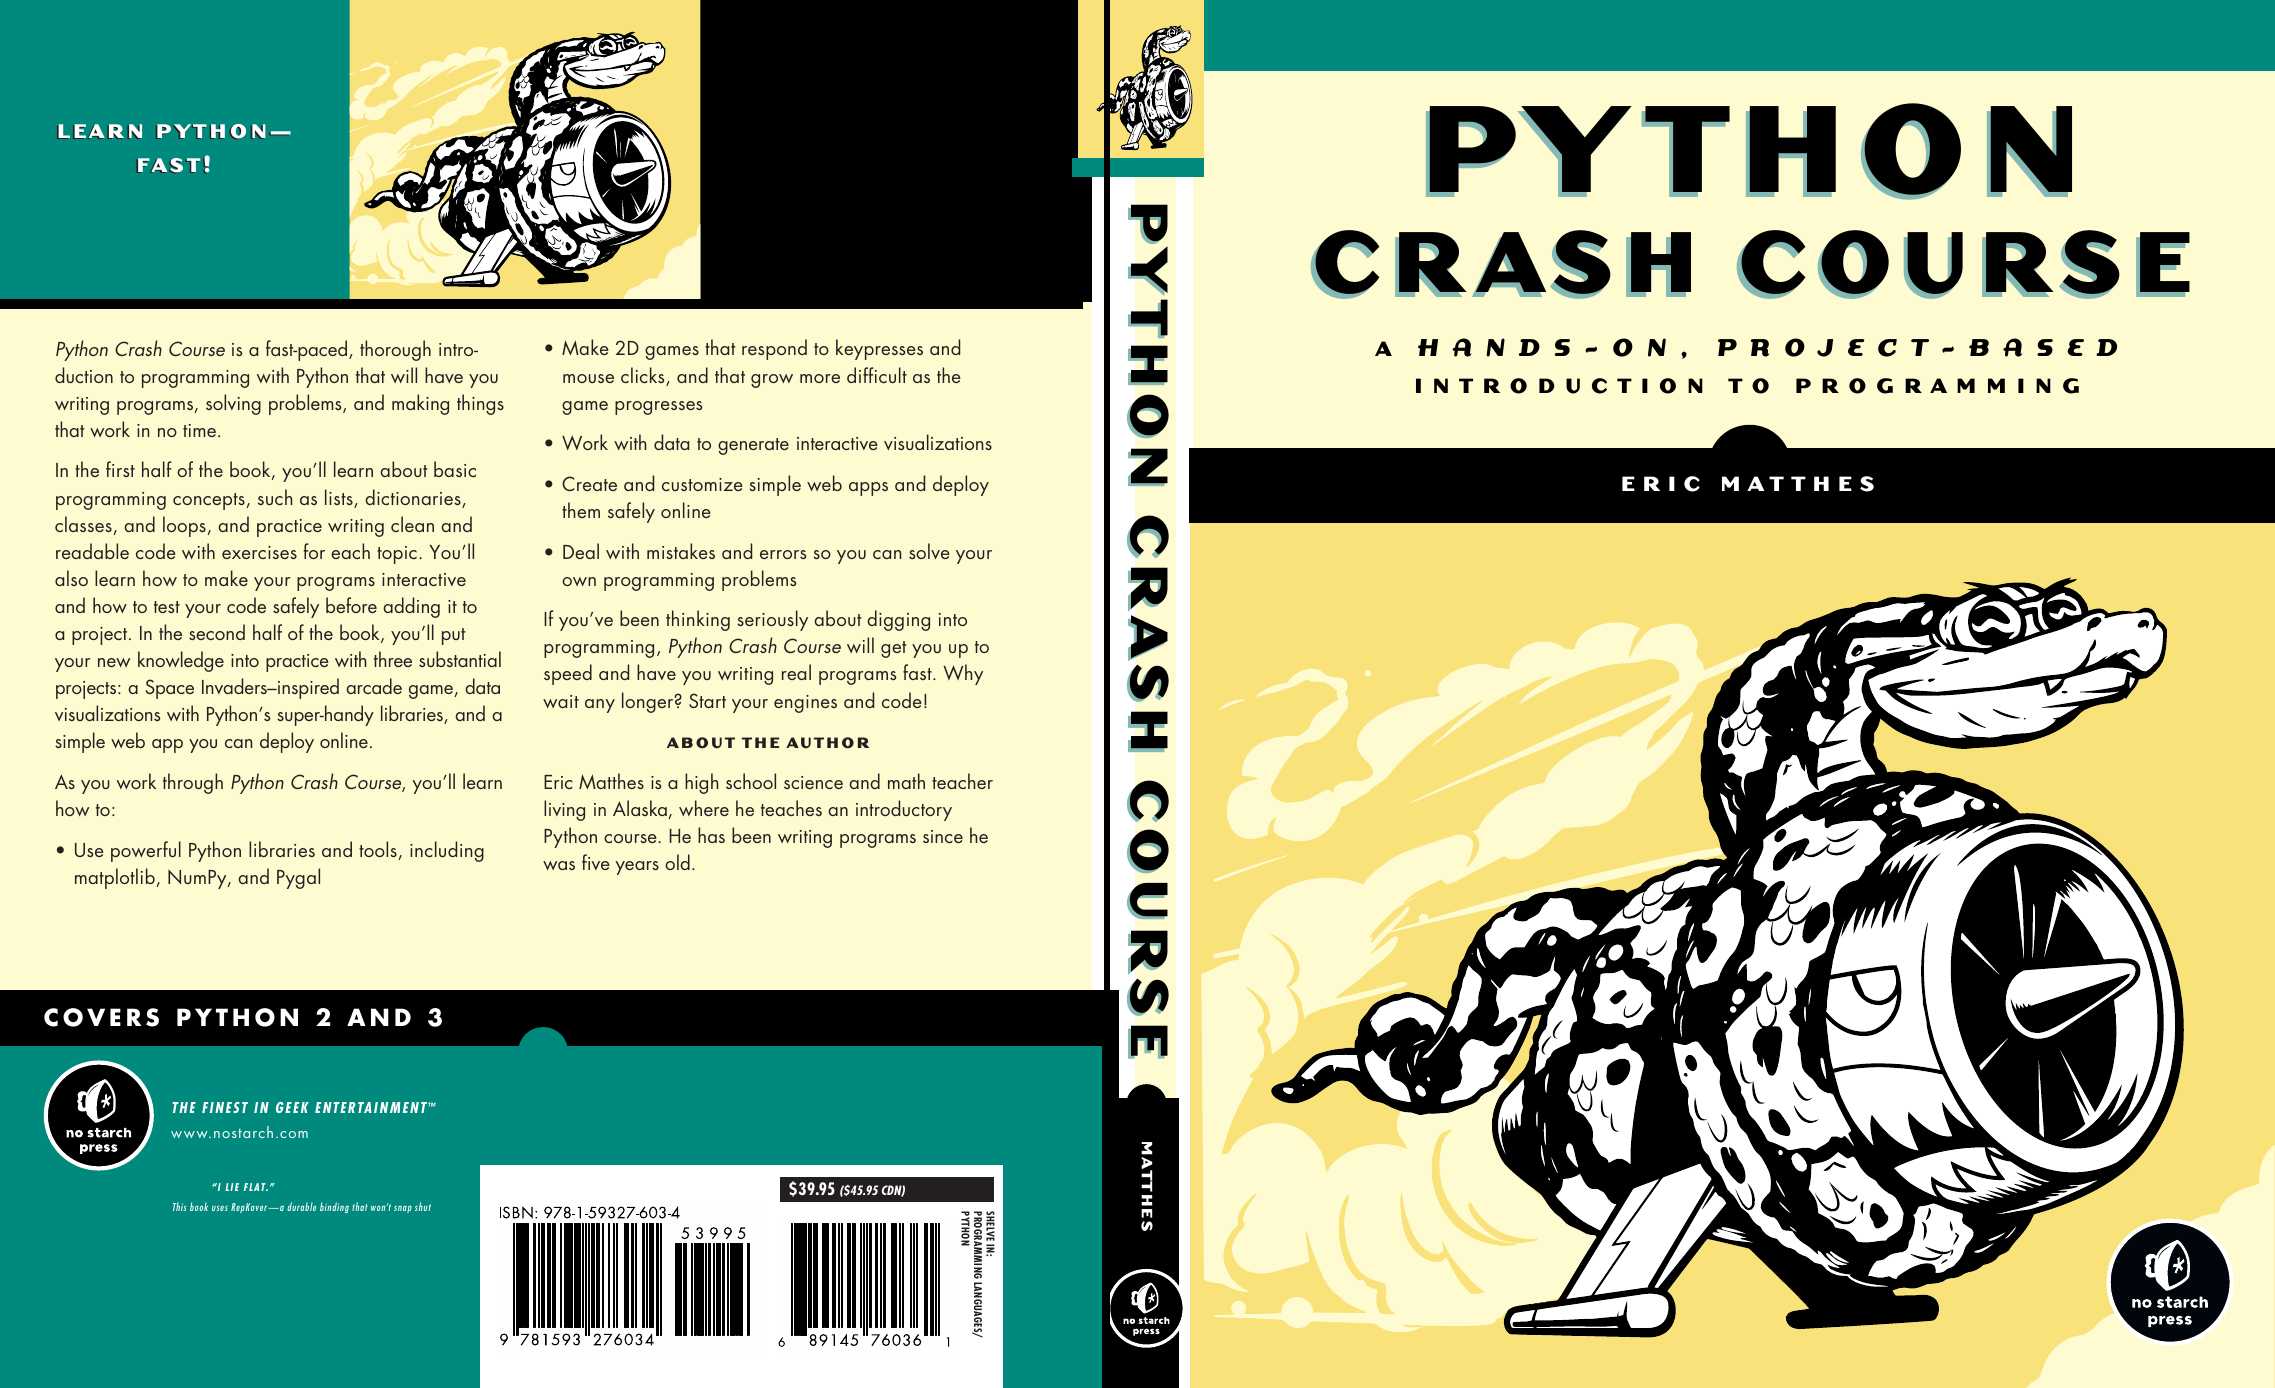 LEARN PYTHON—
FAST!
Python Crash Course is a fast-paced, thorough intro-
duction to programming with Python that will have you
writing programs, solving problems, and making things
that work in no time.
In the first half of the book, you’ll learn about basic
programming concepts, such as lists, dictionaries,
classes, and loops, and practice writing clean and
readable code with exercises for each topic. You’ll
also learn how to make your programs interactive
and how to test your code safely before adding it to
a project. In the second half of the book, you’ll put
your new knowledge into practice with three substantial
projects: a Space Invaders–inspired arcade game, data
visualizations with Python’s super-handy libraries, and a
simple web app you can deploy online.
As you work through Python Crash Course, you’ll learn
how to:
• Use powerful Python libraries and tools, including
matplotlib, NumPy, and Pygal
• Make 2D games that respond to keypresses and
mouse clicks, and that grow more difficult as the
game progresses
• Work with data to generate interactive visualizations
• Create and customize simple web apps and deploy
them safely online
• Deal with mistakes and errors so you can solve your
own programming problems
If you’ve been thinking seriously about digging into
programming, Python Crash Course will get you up to
speed and have you writing real programs fast. Why
wait any longer? Start your engines and code!
ABOUT THE AUTHOR
Eric Matthes is a high school science and math teacher
living in Alaska, where he teaches an introductory
Python course. He has been writing programs since he
was five years old.
COVERS PYTHON 2 AND 3
no starch
press
THE FINEST IN GEEK ENTERTAINMENT™
www.nostarch.com
“I LIE FLAT.”
This book uses RepKover—a durable binding that won’t snap shut
$39.95 ($45.95 CDN)
SHELVE IN:
PROGRAMMING LANGUAGES/
PYTHON
ISBN: 978-1-59327-603-4
53995
9 781593 276034
6 89145 76036 1
PYTHON CRASH COURSE
MATTHES
no starch
press
PYTHON
CRASH COURSE
A HANDS-ON, PROJECT-BASED
INTRODUCTION TO PROGRAMMING
ERIC MATTHES
no starch
press